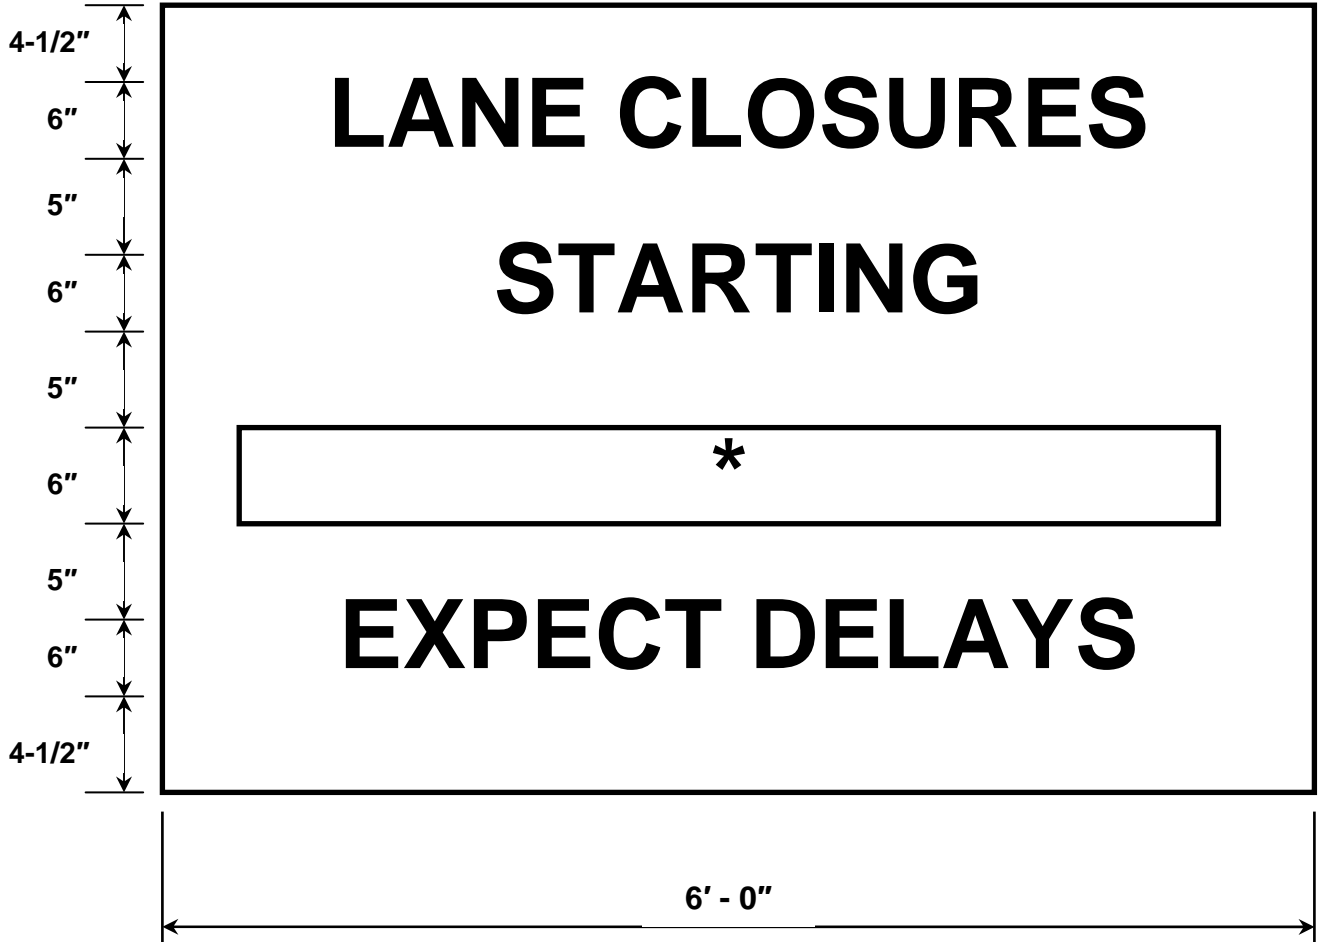 4-1/2″
LANE CLOSURES
6″
5″
STARTING
6″
5″
*
6″
5″
EXPECT DELAYS
6″
4-1/2″
6′ - 0″